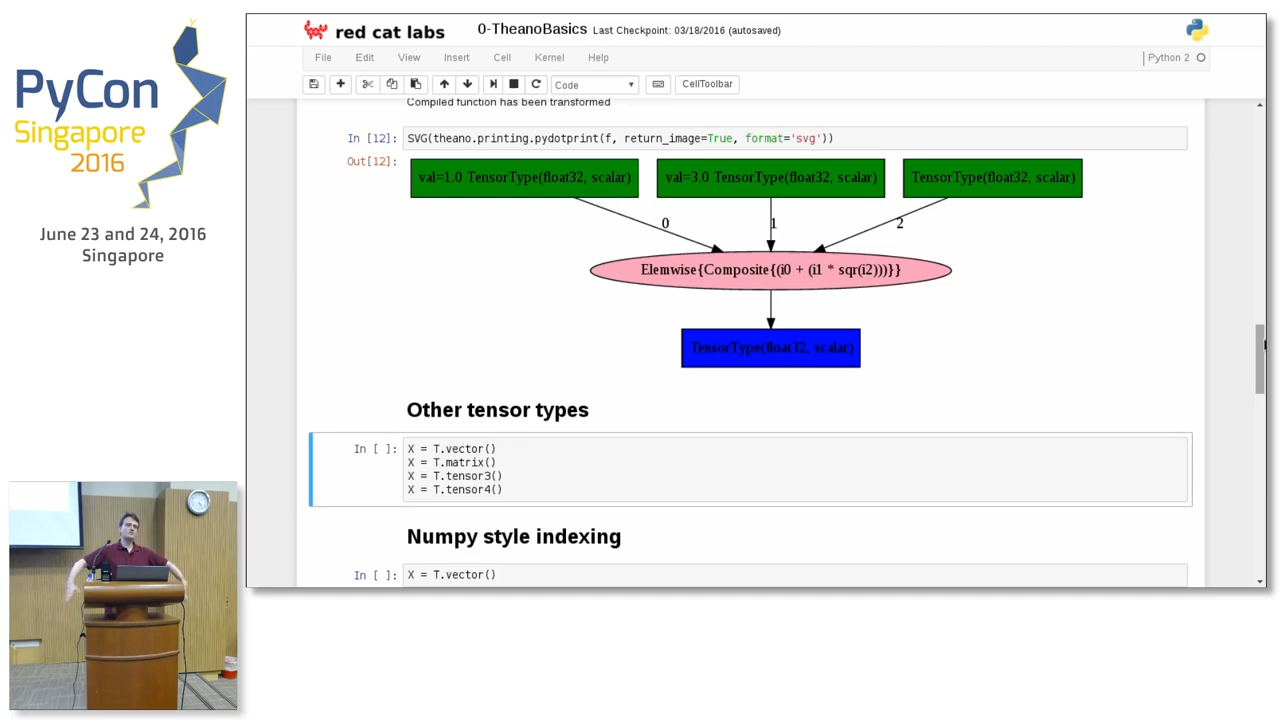 PyCon
Singapore
2016
June 23 and 24, 2016
Singapore
red cat labs
0-TheanoBasics Last Checkpoint: 03/18/2016 (autosaved)
File Edit View Insert Cell Kernel Help
Python 2
Code
CellToolbar
Compiled function has been transformed
In [12]: SVG(theano.printing.pydotprint(f, return_image=True, format='svg'))
Out[12]:
val=1.0 TensorType(float32, scalar) val=3.0 TensorType(float32, scalar) TensorType(float32, scalar)
0 1 2
Elemwise{Composite{(i0 + (i1 * sqr(i2)))}}
TensorType(float32, scalar)
Other tensor types
In [ ]: X = T.vector()
X = T.matrix()
X = T.tensor3()
X = T.tensor4()
Numpy style indexing
In [ ]: X = T.vector()